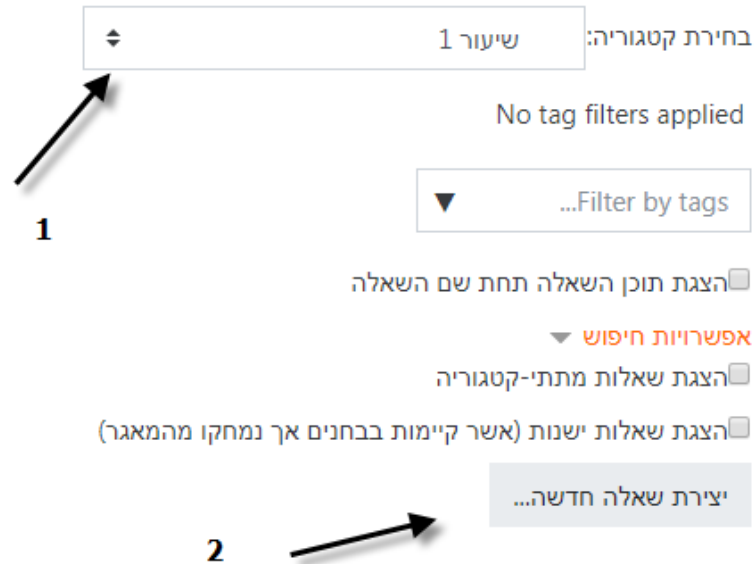 בחירת קטגוריה: שיעור 1
No tag filters applied
1
...Filter by tags
הצגת תוכן השאלה תחת שם השאלה
אפשרויות חיפוש
הצגת שאלות מתתי-קטגוריה
הצגת שאלות ישנות (אשר קיימות בבחנים אך נמחקו מהמאגר)
יצירת שאלה חדשה...
2